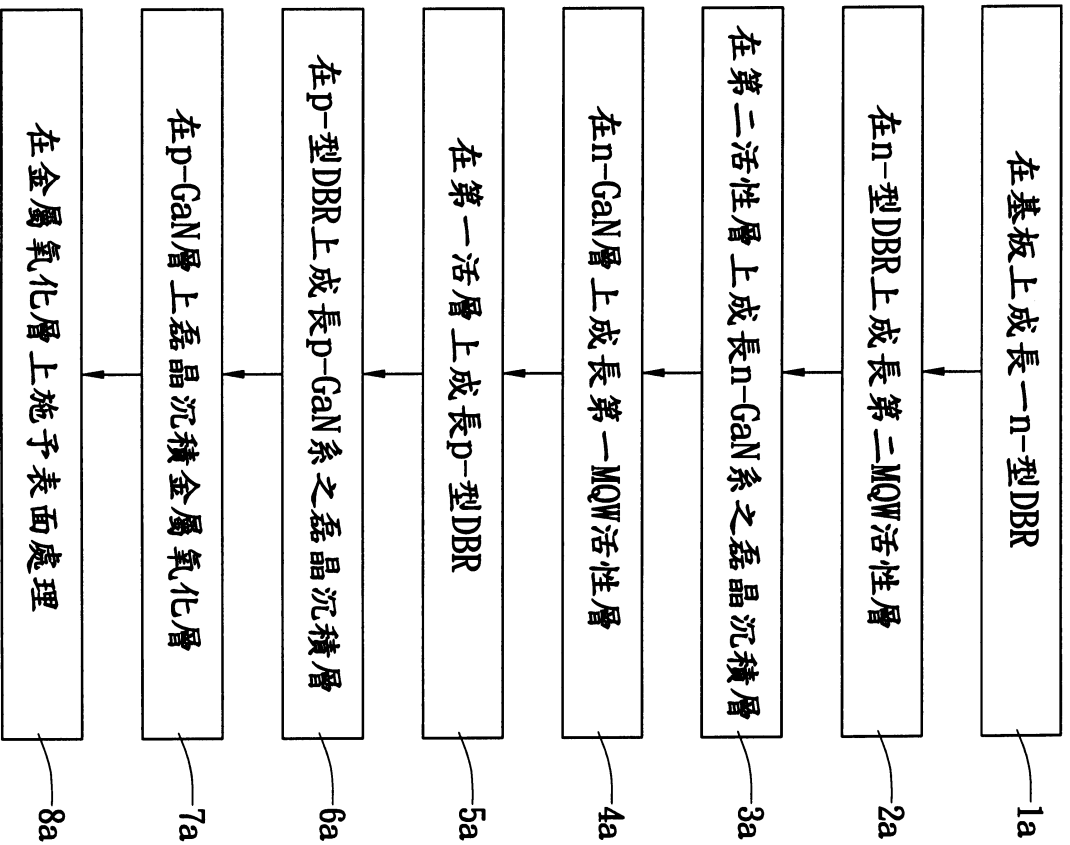 在基板上成長一n-型DBR
1a
在n-型DBR上成長第二MQW活性層
2a
在第二活性層上成長n-GaN系之磊晶沉積層
3a
在n-GaN層上成長第一MQW活性層
4a
在第一活層上成長p-型DBR
5a
在p-型DBR上成長p-GaN系之磊晶沉積層
6a
在p-GaN層上磊晶沉積金屬氧化層
7a
在金屬氧化層上施予表面處理
8a